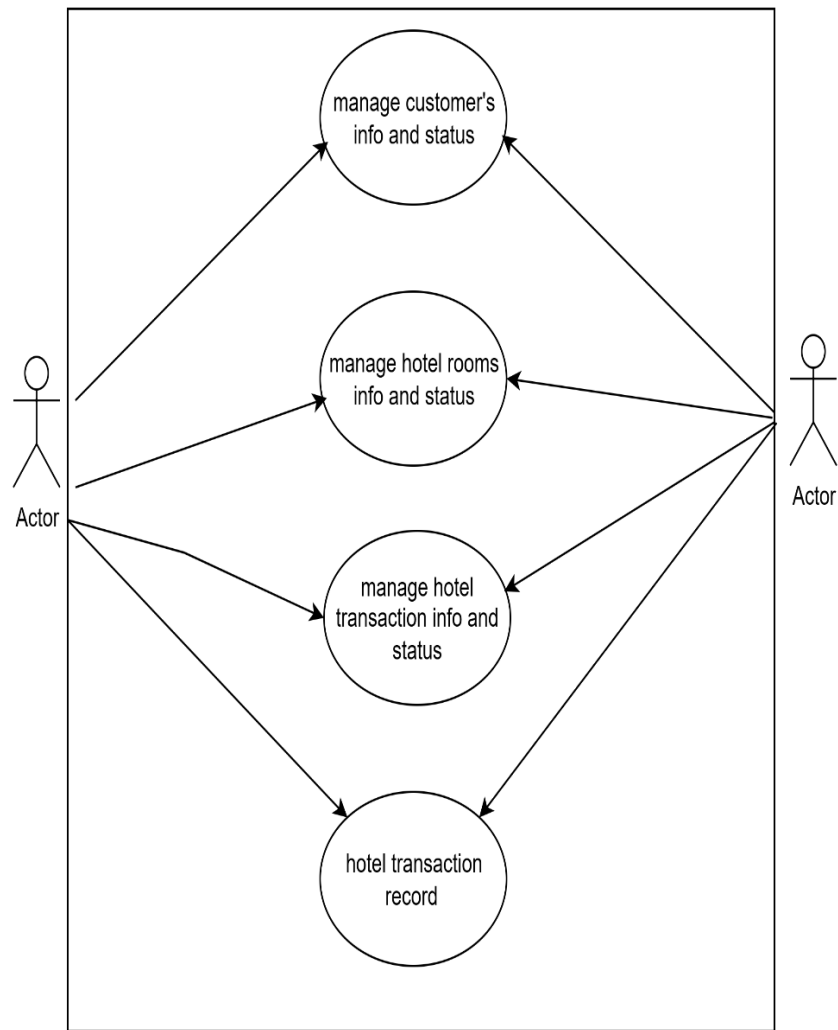 manage customer's
info and status
manage hotel rooms
info and status
Actor
Actor
manage hotel
transaction info and
status
hotel transaction
record